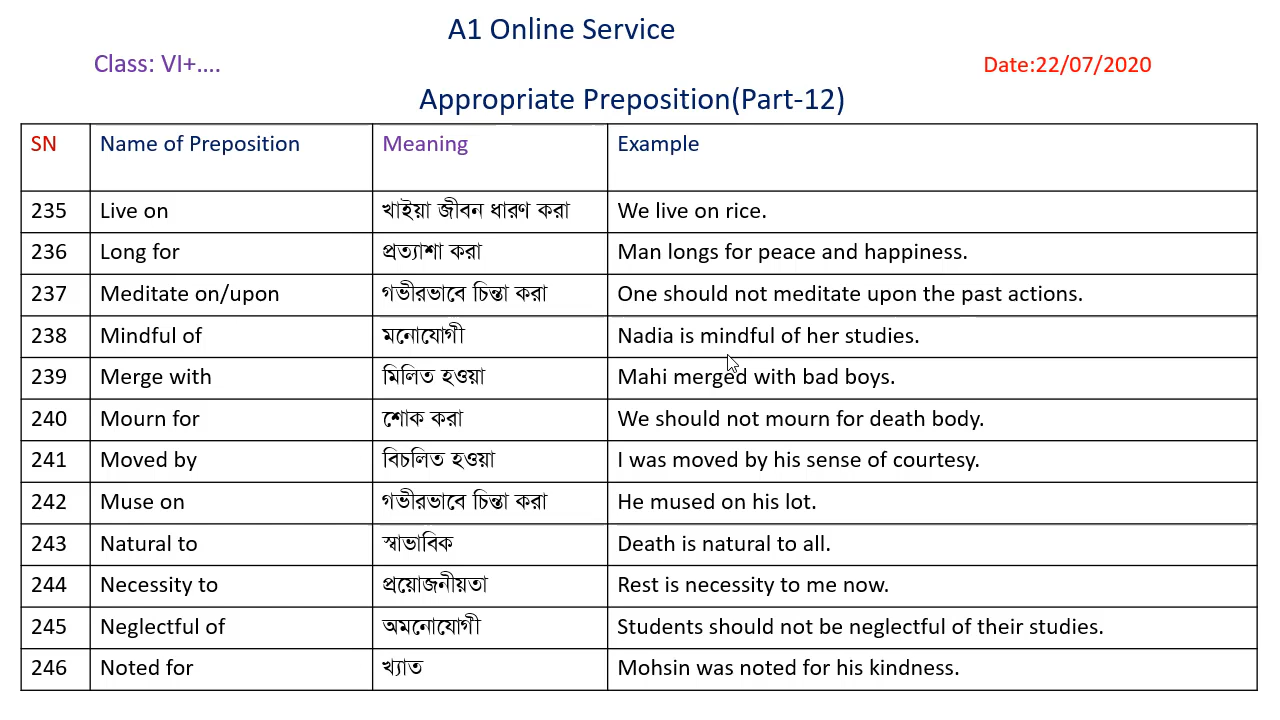 A1 Online Service
Class: VI+.... Date:22/07/2020
Appropriate Preposition(Part-12)
SN Name of Preposition Meaning Example
235 Live on খাইয়া জীবন ধারণ করা We live on rice.
236 Long for প্রত্যাশা করা Man longs for peace and happiness.
237 Meditate on/upon গভীরভাবে চিন্তা করা One should not meditate upon the past actions.
238 Mindful of মনোযোগী Nadia is mindful of her studies.
239 Merge with মিলিত হওয়া Mahi merged with bad boys.
240 Mourn for শোক করা We should not mourn for death body.
241 Moved by বিচলিত হওয়া I was moved by his sense of courtesy.
242 Muse on গভীরভাবে চিন্তা করা He mused on his lot.
243 Natural to স্বাভাবিক Death is natural to all.
244 Necessity to প্রয়োজনীয়তা Rest is necessity to me now.
245 Neglectful of অমনোযোগী Students should not be neglectful of their studies.
246 Noted for খ্যাত Mohsin was noted for his kindness.